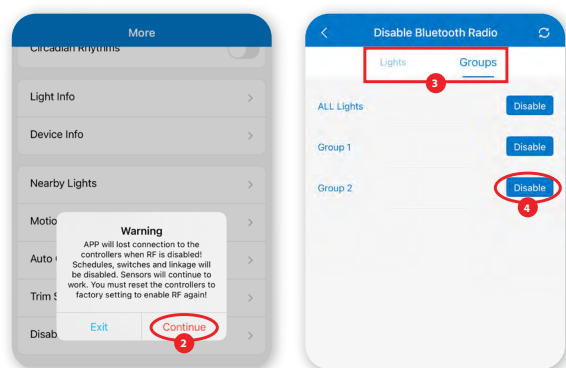 More
Circadian Rhythms
Light Info
Device Info
Nearby Lights
Motio
Auto
Trim S
Disab
Warning
APP will lost connection to the
controllers when RF is disabled!
Schedules, switches and linkage will
be disabled. Sensors will continue to
work. You must reset the controllers to
factory setting to enable RF again!
Exit
Continue
2
Disable Bluetooth Radio
Lights
Groups
3
ALL Lights
Disable
Group 1
Disable
Group 2
Disable
4